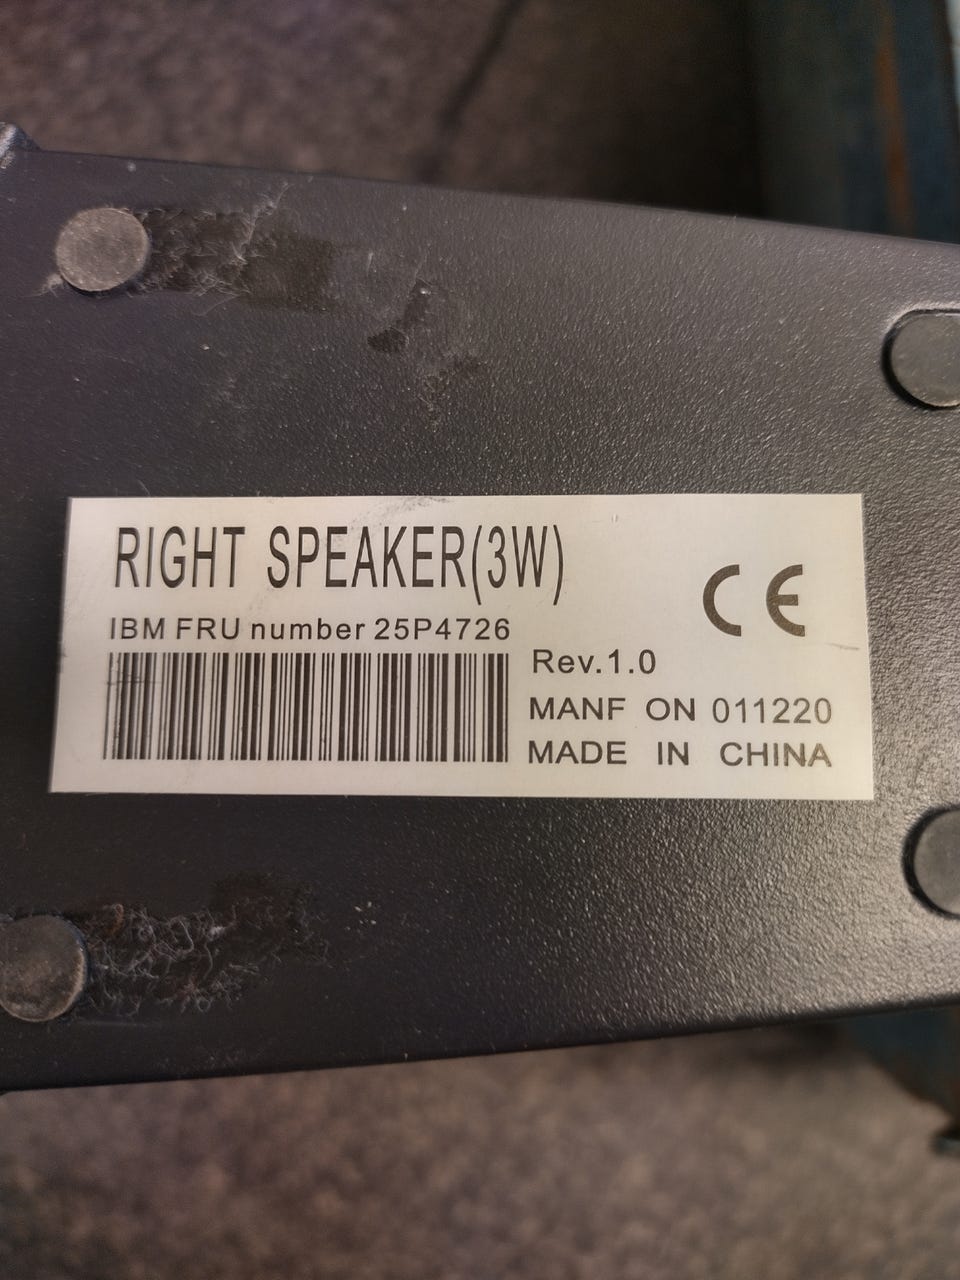 RIGHT SPEAKER(3W)
CE
IBM FRU number 25P4726
Rev.1.0
MANF ON 011220
MADE IN CHINA